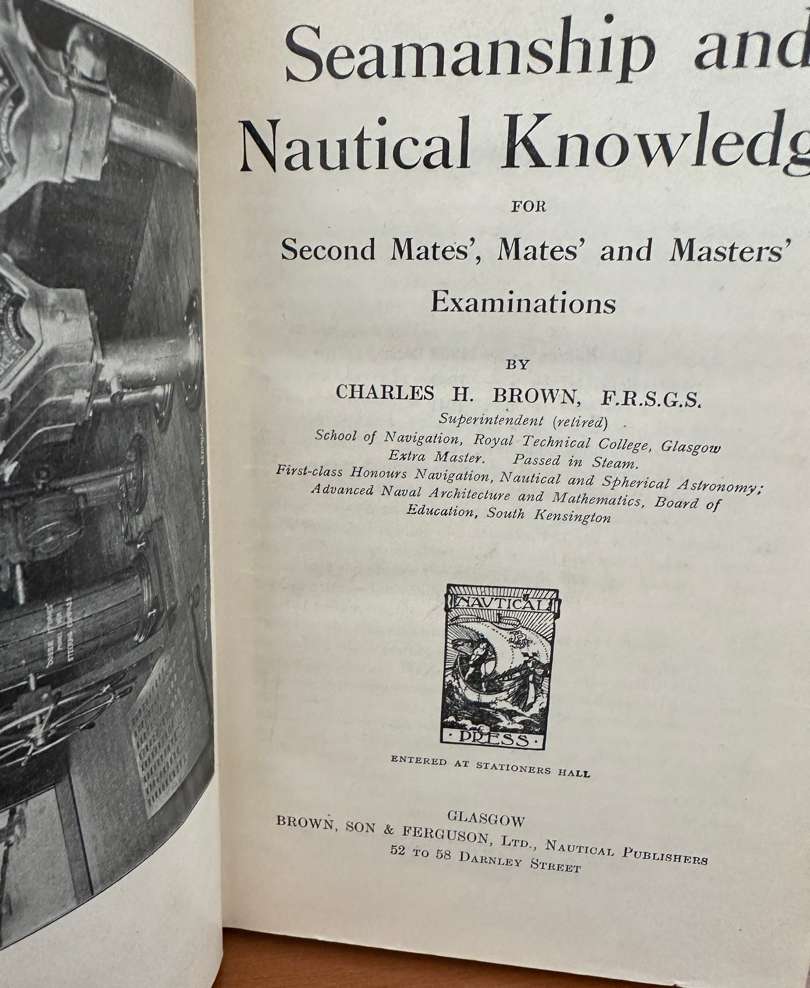 Seamanship and
Nautical Knowledg
FOR
Second Mates', Mates' and Masters'
Examinations
BY
CHARLES H. BROWN, F.R.S.G.S.
Superintendent (retired)
School of Navigation, Royal Technical College, Glasgow
Extra Master. Passed in Steam.
First-class Honours Navigation, Nautical and Spherical Astronomy;
Advanced Naval Architecture and Mathematics, Board of
Education, South Kensington
NAUTICAL
PRESS
ENTERED AT STATIONERS HALL
GLASGOW
BROWN, SON & FERGUSON, LTD., NAUTICAL PUBLISHERS
52 TO 58 DARNLEY STREET